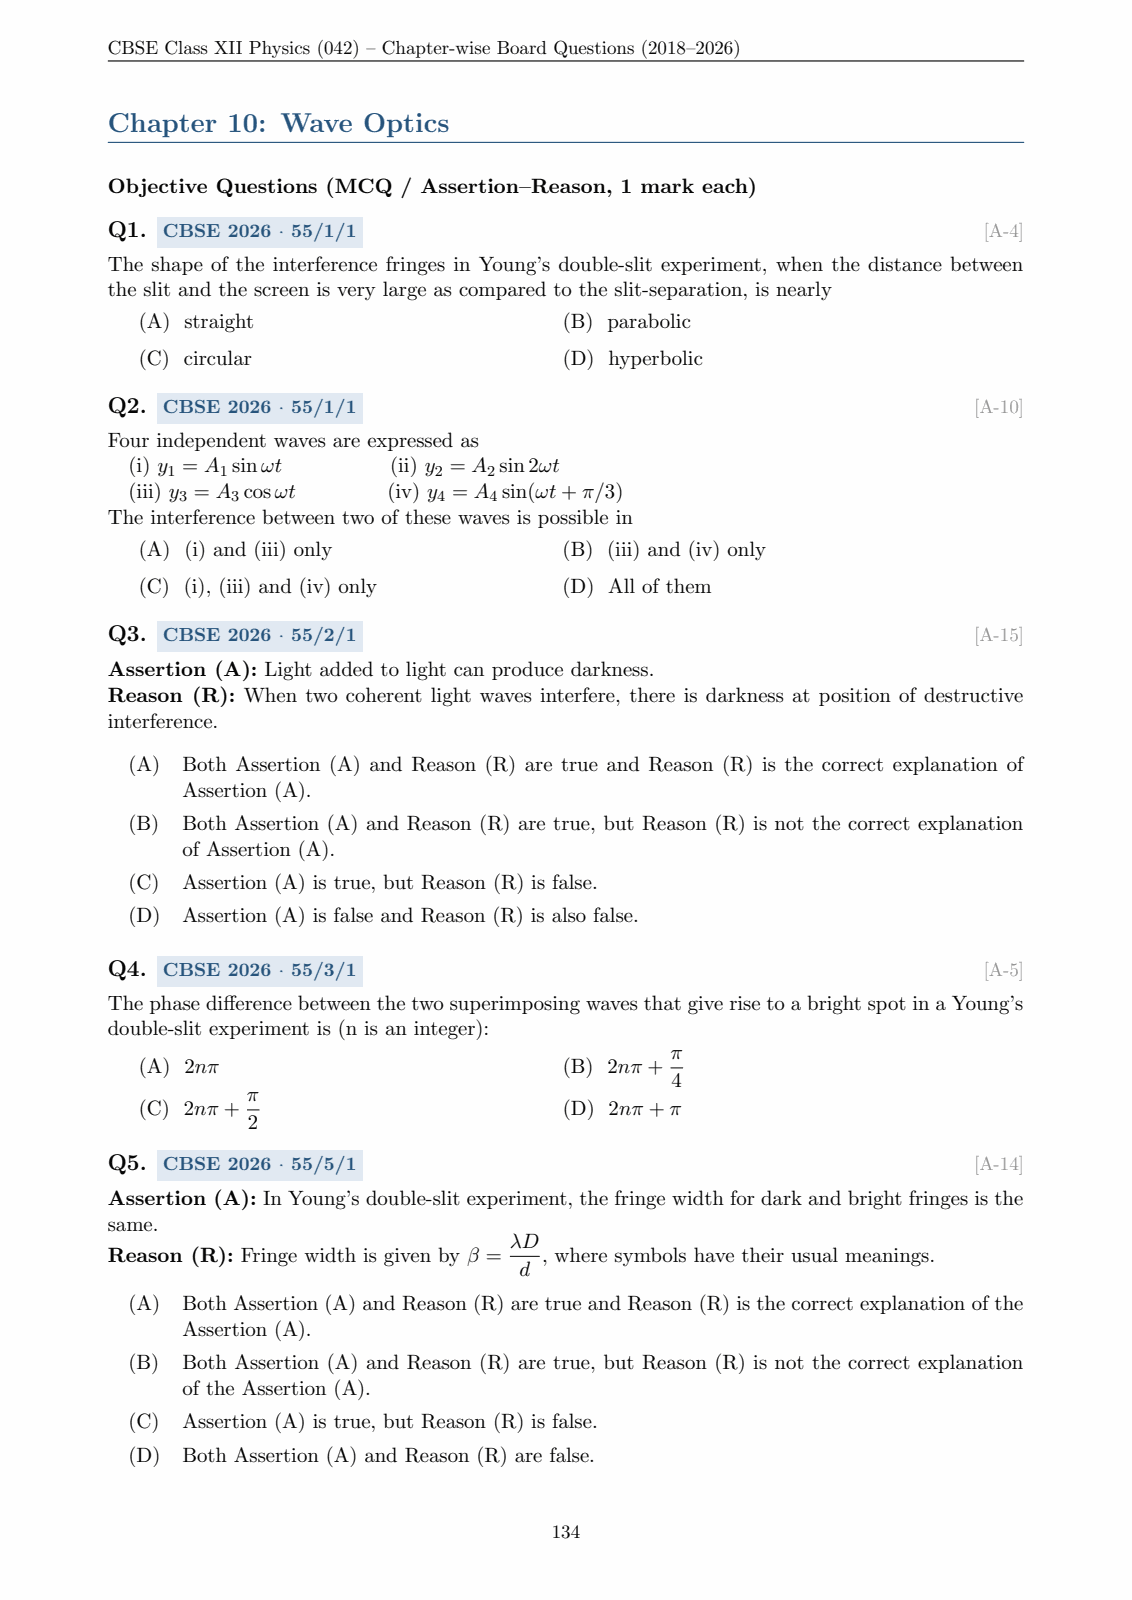 CBSE Class XII Physics (042) – Chapter-wise Board Questions (2018–2026)
Chapter 10: Wave Optics
Objective Questions (MCQ / Assertion–Reason, 1 mark each)
Q1. CBSE 2026 · 55/1/1 [A-4]
The shape of the interference fringes in Young's double-slit experiment, when the distance between
the slit and the screen is very large as compared to the slit-separation, is nearly
(A) straight (B) parabolic
(C) circular (D) hyperbolic
Q2. CBSE 2026 · 55/1/1 [A-10]
Four independent waves are expressed as
(i) y₁ = A₁ sin ωt (ii) y₂ = A₂ sin 2ωt
(iii) y₃ = A₃ cos ωt (iv) y₄ = A₄ sin(ωt + π/3)
The interference between two of these waves is possible in
(A) (i) and (iii) only (B) (iii) and (iv) only
(C) (i), (iii) and (iv) only (D) All of them
Q3. CBSE 2026 · 55/2/1 [A-15]
Assertion (A): Light added to light can produce darkness.
Reason (R): When two coherent light waves interfere, there is darkness at position of destructive
interference.
(A) Both Assertion (A) and Reason (R) are true and Reason (R) is the correct explanation of
Assertion (A).
(B) Both Assertion (A) and Reason (R) are true, but Reason (R) is not the correct explanation
of Assertion (A).
(C) Assertion (A) is true, but Reason (R) is false.
(D) Assertion (A) is false and Reason (R) is also false.
Q4. CBSE 2026 · 55/3/1 [A-5]
The phase difference between the two superimposing waves that give rise to a bright spot in a Young's
double-slit experiment is (n is an integer):
(A) 2nπ (B) 2nπ + π/4
(C) 2nπ + π/2 (D) 2nπ + π
Q5. CBSE 2026 · 55/5/1 [A-14]
Assertion (A): In Young's double-slit experiment, the fringe width for dark and bright fringes is the
same.
Reason (R): Fringe width is given by β = λD/d, where symbols have their usual meanings.
(A) Both Assertion (A) and Reason (R) are true and Reason (R) is the correct explanation of the
Assertion (A).
(B) Both Assertion (A) and Reason (R) are true, but Reason (R) is not the correct explanation
of the Assertion (A).
(C) Assertion (A) is true, but Reason (R) is false.
(D) Both Assertion (A) and Reason (R) are false.
134